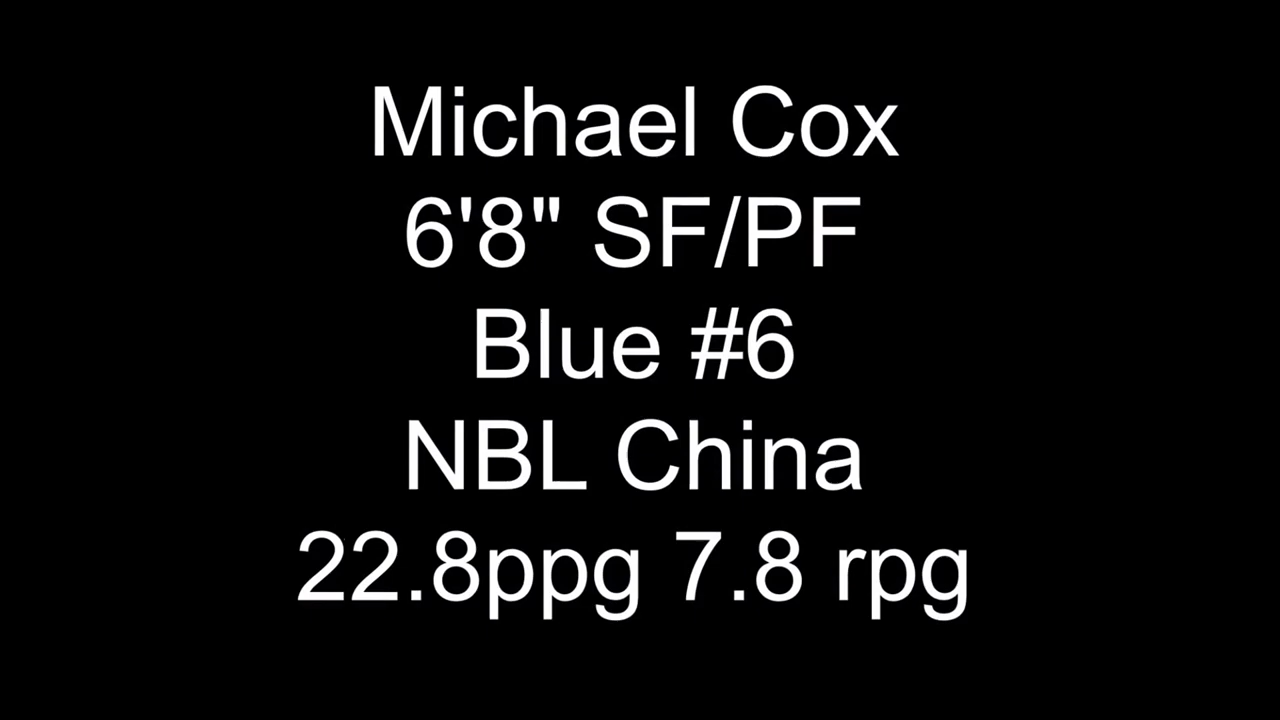 Michael Cox
6'8" SF/PF
Blue #6
NBL China
22.8ppg 7.8 rpg